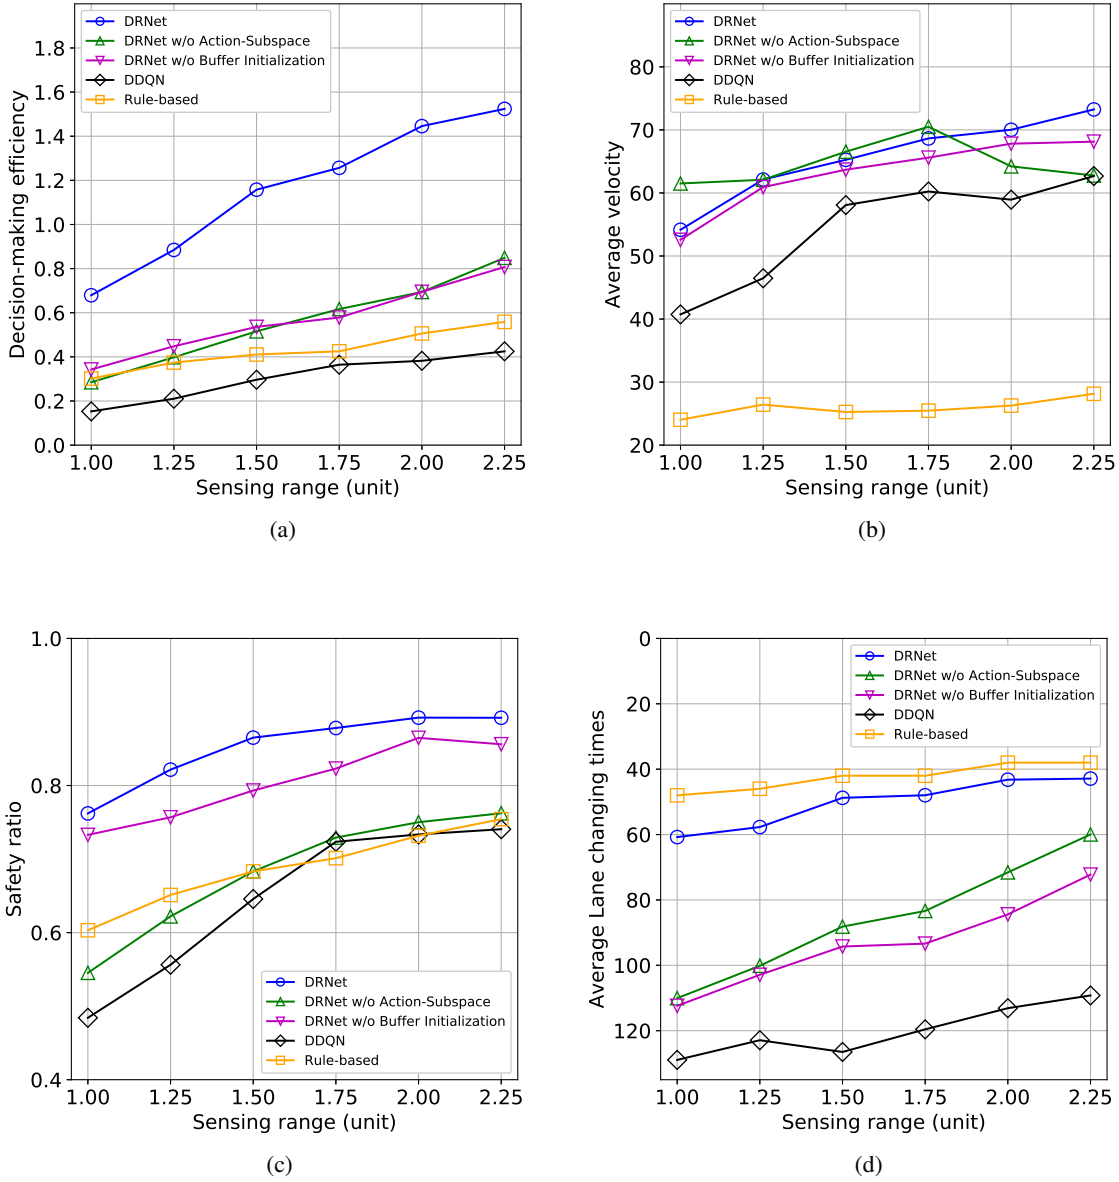 DRNet
DRNet w/o Action-Subspace
DRNet w/o Buffer Initialization
DDQN
Rule-based
Decision-making efficiency
1.8
1.6
1.4
1.2
1.0
0.8
0.6
0.4
0.2
0.0
1.00 1.25 1.50 1.75 2.00 2.25
Sensing range (unit)
(a)
DRNet
DRNet w/o Action-Subspace
DRNet w/o Buffer Initialization
DDQN
Rule-based
Average velocity
80
70
60
50
40
30
20
1.00 1.25 1.50 1.75 2.00 2.25
Sensing range (unit)
(b)
Safety ratio
1.0
0.8
0.6
0.4
DRNet
DRNet w/o Action-Subspace
DRNet w/o Buffer Initialization
DDQN
Rule-based
1.00 1.25 1.50 1.75 2.00 2.25
Sensing range (unit)
(c)
Average Lane changing times
0
20
40
60
80
100
120
DRNet
DRNet w/o Action-Subspace
DRNet w/o Buffer Initialization
DDQN
Rule-based
1.00 1.25 1.50 1.75 2.00 2.25
Sensing range (unit)
(d)